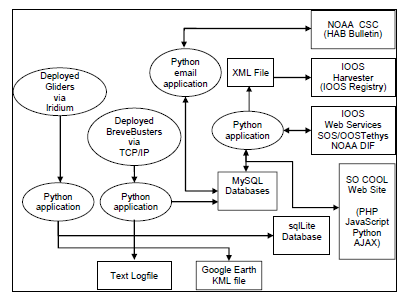 NOAA CSC
(HAB Bulletin)
Python
email
application
XML File
IOOS
Harvester
(IOOS Registry)
Deployed
Gliders
via
Iridium
Deployed
BreveBusters
via
TCP/IP
Python
application
IOOS
Web Services
SOS/OOSTethys
NOAA DIF
MySQL
Databases
SO COOL
Web Site
(PHP
JavaScript
Python
AJAX)
Python
application
Python
application
sqlLite
Database
Text Logfile
Google Earth
KML file